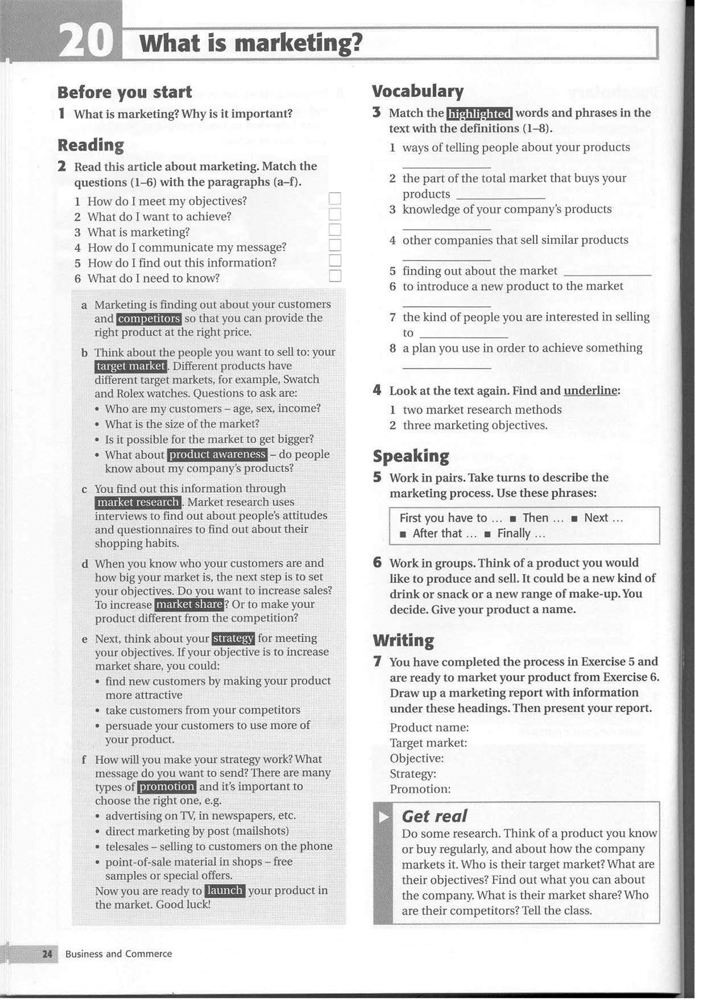 20 What is marketing?
Before you start
1 What is marketing? Why is it important?
Reading
2 Read this article about marketing. Match the
questions (1–6) with the paragraphs (a–f).
1 How do I meet my objectives?
2 What do I want to achieve?
3 What is marketing?
4 How do I communicate my message?
5 How do I find out this information?
6 What do I need to know?
a Marketing is finding out about your customers
and competitors so that you can provide the
right product at the right price.
b Think about the people you want to sell to: your
target market. Different products have
different target markets, for example, Swatch
and Rolex watches. Questions to ask are:
• Who are my customers – age, sex, income?
• What is the size of the market?
• Is it possible for the market to get bigger?
• What about product awareness – do people
know about my company's products?
c You find out this information through
market research. Market research uses
interviews to find out about people's attitudes
and questionnaires to find out about their
shopping habits.
d When you know who your customers are and
how big your market is, the next step is to set
your objectives. Do you want to increase sales?
To increase market share? Or to make your
product different from the competition?
e Next, think about your strategy for meeting
your objectives. If your objective is to increase
market share, you could:
• find new customers by making your product
more attractive
• take customers from your competitors
• persuade your customers to use more of
your product.
f How will you make your strategy work? What
message do you want to send? There are many
types of promotion and it's important to
choose the right one, e.g.
• advertising on TV, in newspapers, etc.
• direct marketing by post (mailshots)
• telesales – selling to customers on the phone
• point-of-sale material in shops – free
samples or special offers.
Now you are ready to launch your product in
the market. Good luck!
Vocabulary
3 Match the highlighted words and phrases in the
text with the definitions (1–8).
1 ways of telling people about your products
2 the part of the total market that buys your
products
3 knowledge of your company's products
4 other companies that sell similar products
5 finding out about the market
6 to introduce a new product to the market
7 the kind of people you are interested in selling
to
8 a plan you use in order to achieve something
4 Look at the text again. Find and underline:
1 two market research methods
2 three marketing objectives.
Speaking
5 Work in pairs. Take turns to describe the
marketing process. Use these phrases:
First you have to ... ■ Then ... ■ Next ...
■ After that ... ■ Finally ...
6 Work in groups. Think of a product you would
like to produce and sell. It could be a new kind of
drink or snack or a new range of make-up. You
decide. Give your product a name.
Writing
7 You have completed the process in Exercise 5 and
are ready to market your product from Exercise 6.
Draw up a marketing report with information
under these headings. Then present your report.
Product name:
Target market:
Objective:
Strategy:
Promotion:
Get real
Do some research. Think of a product you know
or buy regularly, and about how the company
markets it. Who is their target market? What are
their objectives? Find out what you can about
the company. What is their market share? Who
are their competitors? Tell the class.
24 Business and Commerce